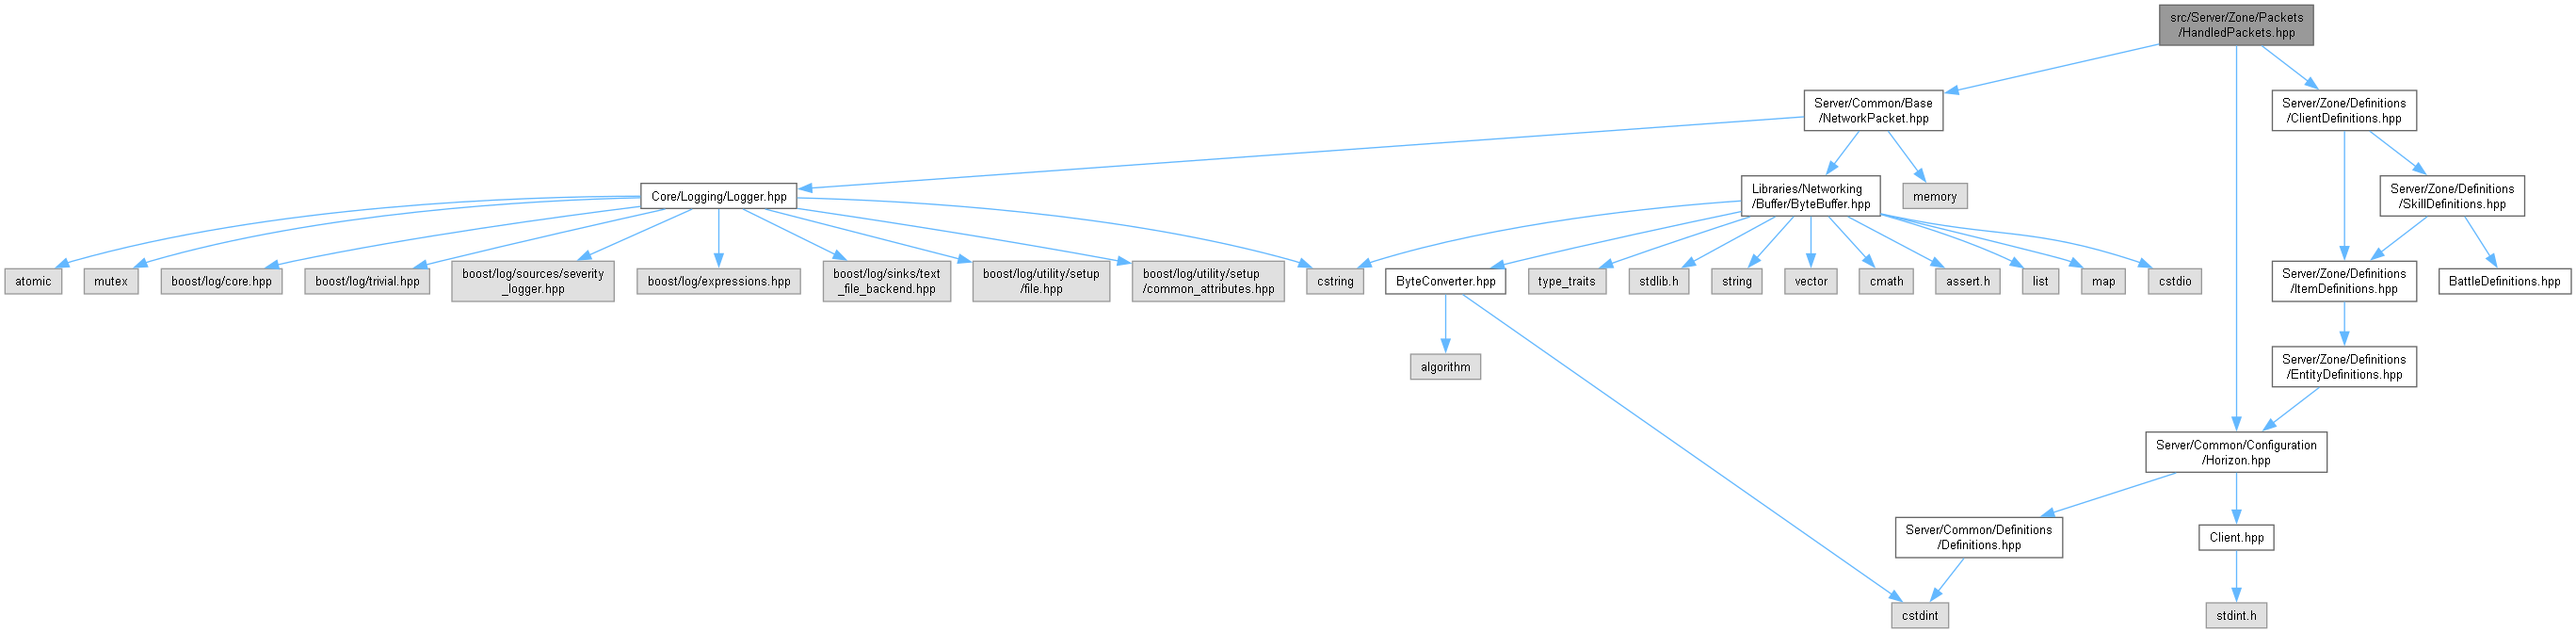 src/Server/Zone/Packets
/HandledPackets.hpp
Server/Common/Base
/NetworkPacket.hpp
Server/Zone/Definitions
/ClientDefinitions.hpp
Core/Logging/Logger.hpp
Libraries/Networking
/Buffer/ByteBuffer.hpp
memory
Server/Zone/Definitions
/SkillDefinitions.hpp
atomic
mutex
boost/log/core.hpp
boost/log/trivial.hpp
boost/log/sources/severity
_logger.hpp
boost/log/expressions.hpp
boost/log/sinks/text
_file_backend.hpp
boost/log/utility/setup
/file.hpp
boost/log/utility/setup
/common_attributes.hpp
cstring
ByteConverter.hpp
type_traits
stdlib.h
string
vector
cmath
assert.h
list
map
cstdio
Server/Zone/Definitions
/ItemDefinitions.hpp
BattleDefinitions.hpp
algorithm
Server/Zone/Definitions
/EntityDefinitions.hpp
Server/Common/Configuration
/Horizon.hpp
Server/Common/Definitions
/Definitions.hpp
Client.hpp
cstdint
stdint.h